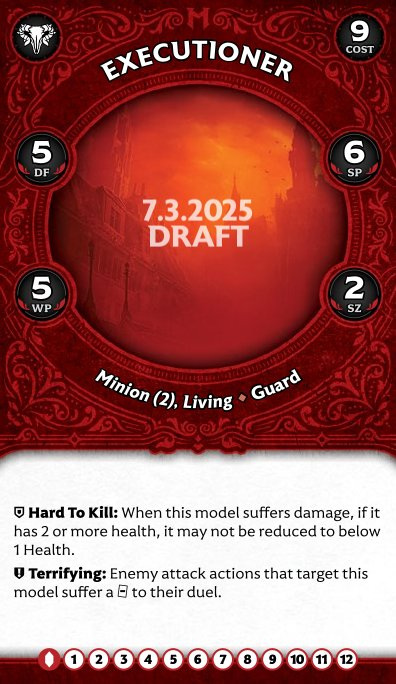 EXECUTIONER
9
COST
5
DF
6
SP
7.3.2025
DRAFT
5
WP
2
SZ
Minion (2), Living ♦ Guard
Hard To Kill: When this model suffers damage, if it
has 2 or more health, it may not be reduced to below
1 Health.
Terrifying: Enemy attack actions that target this
model suffer a to their duel.
1 2 3 4 5 6 7 8 9 10 11 12